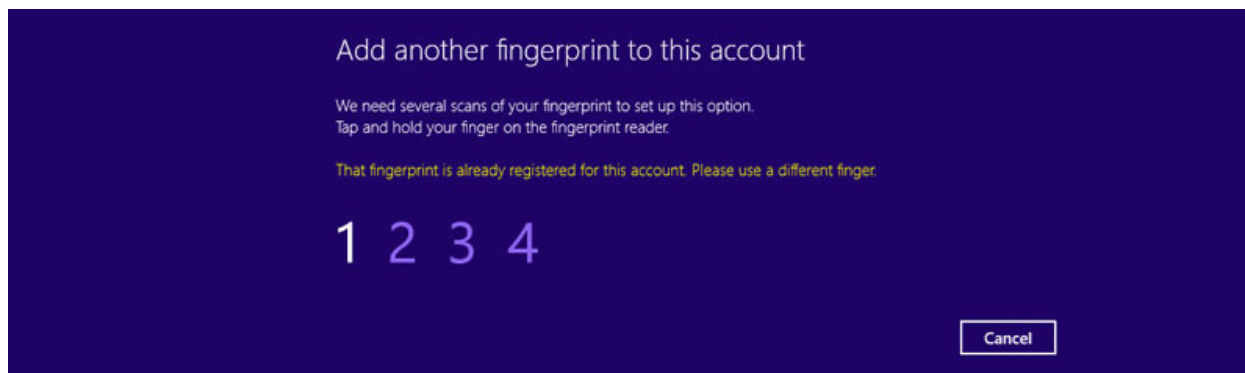 Add another fingerprint to this account
We need several scans of your fingerprint to set up this option.
Tap and hold your finger on the fingerprint reader.
That fingerprint is already registered for this account. Please use a different finger.
1 2 3 4
Cancel